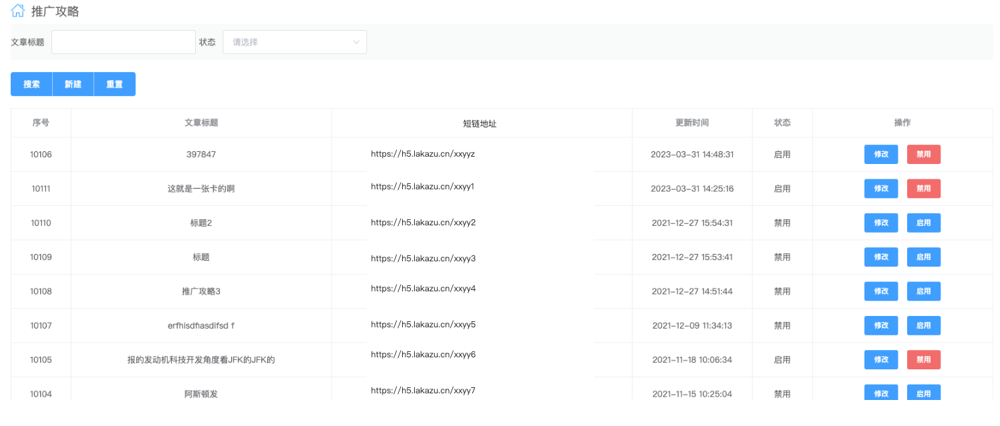 推广攻略
文章标题 状态 请选择
搜索 新建 重置
序号 文章标题 短链地址 更新时间 状态 操作
10106 397847 https://h5.lakazu.cn/xxyyz 2023-03-31 14:48:31 启用 修改 禁用
10111 这就是一张卡的啊 https://h5.lakazu.cn/xxyy1 2023-03-31 14:25:16 启用 修改 禁用
10110 标题2 https://h5.lakazu.cn/xxyy2 2021-12-27 15:54:31 禁用 修改 启用
10109 标题 https://h5.lakazu.cn/xxyy3 2021-12-27 15:53:41 禁用 修改 启用
10108 推广攻略3 https://h5.lakazu.cn/xxyy4 2021-12-27 14:51:44 禁用 修改 启用
10107 erfhisdfiasdifsd f https://h5.lakazu.cn/xxyy5 2021-12-09 11:34:13 禁用 修改 启用
10105 报的发动机科技开发角度看JFK的JFK的 https://h5.lakazu.cn/xxyy6 2021-11-18 10:06:34 启用 修改 禁用
10104 阿斯顿发 https://h5.lakazu.cn/xxyy7 2021-11-15 10:25:04 禁用 修改 启用